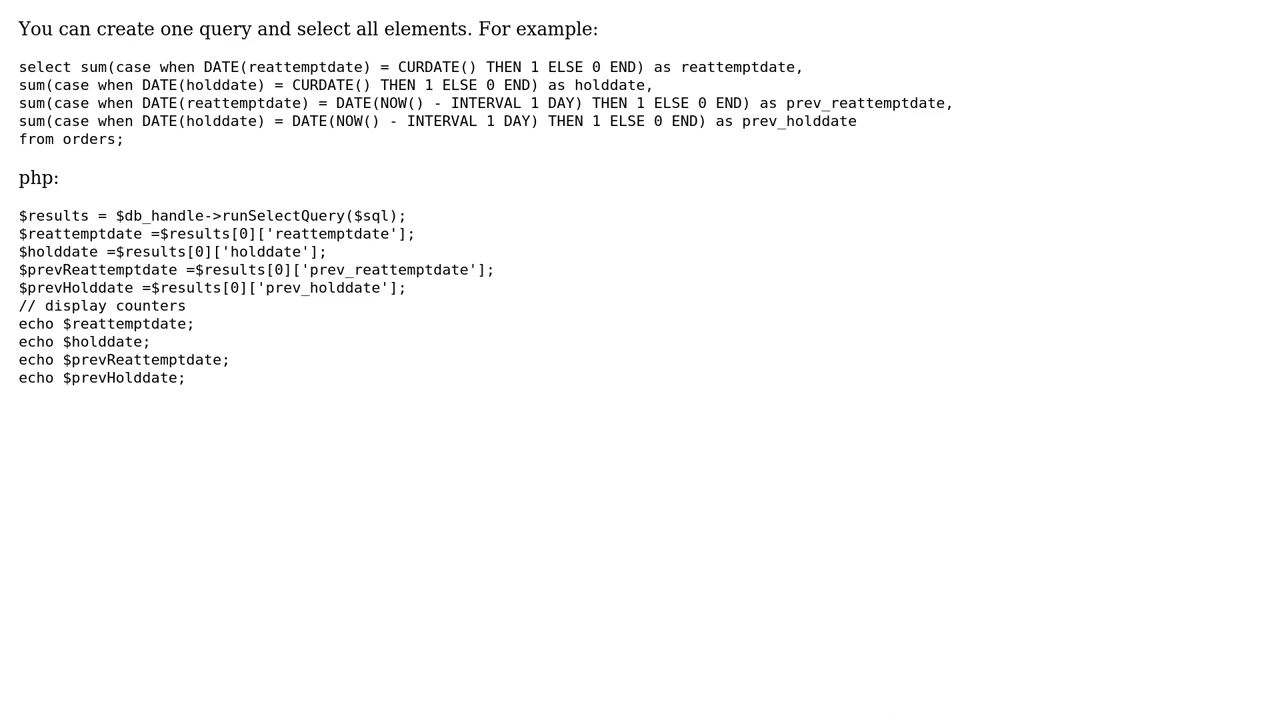 You can create one query and select all elements. For example:
select sum(case when DATE(reattemptdate) = CURDATE() THEN 1 ELSE 0 END) as reattemptdate,
sum(case when DATE(holddate) = CURDATE() THEN 1 ELSE 0 END) as holddate,
sum(case when DATE(reattemptdate) = DATE(NOW() - INTERVAL 1 DAY) THEN 1 ELSE 0 END) as prev_reattemptdate,
sum(case when DATE(holddate) = DATE(NOW() - INTERVAL 1 DAY) THEN 1 ELSE 0 END) as prev_holddate
from orders;
php:
$results = $db_handle->runSelectQuery($sql);
$reattemptdate =$results[0]['reattemptdate'];
$holddate =$results[0]['holddate'];
$prevReattemptdate =$results[0]['prev_reattemptdate'];
$prevHolddate =$results[0]['prev_holddate'];
// display counters
echo $reattemptdate;
echo $holddate;
echo $prevReattemptdate;
echo $prevHolddate;